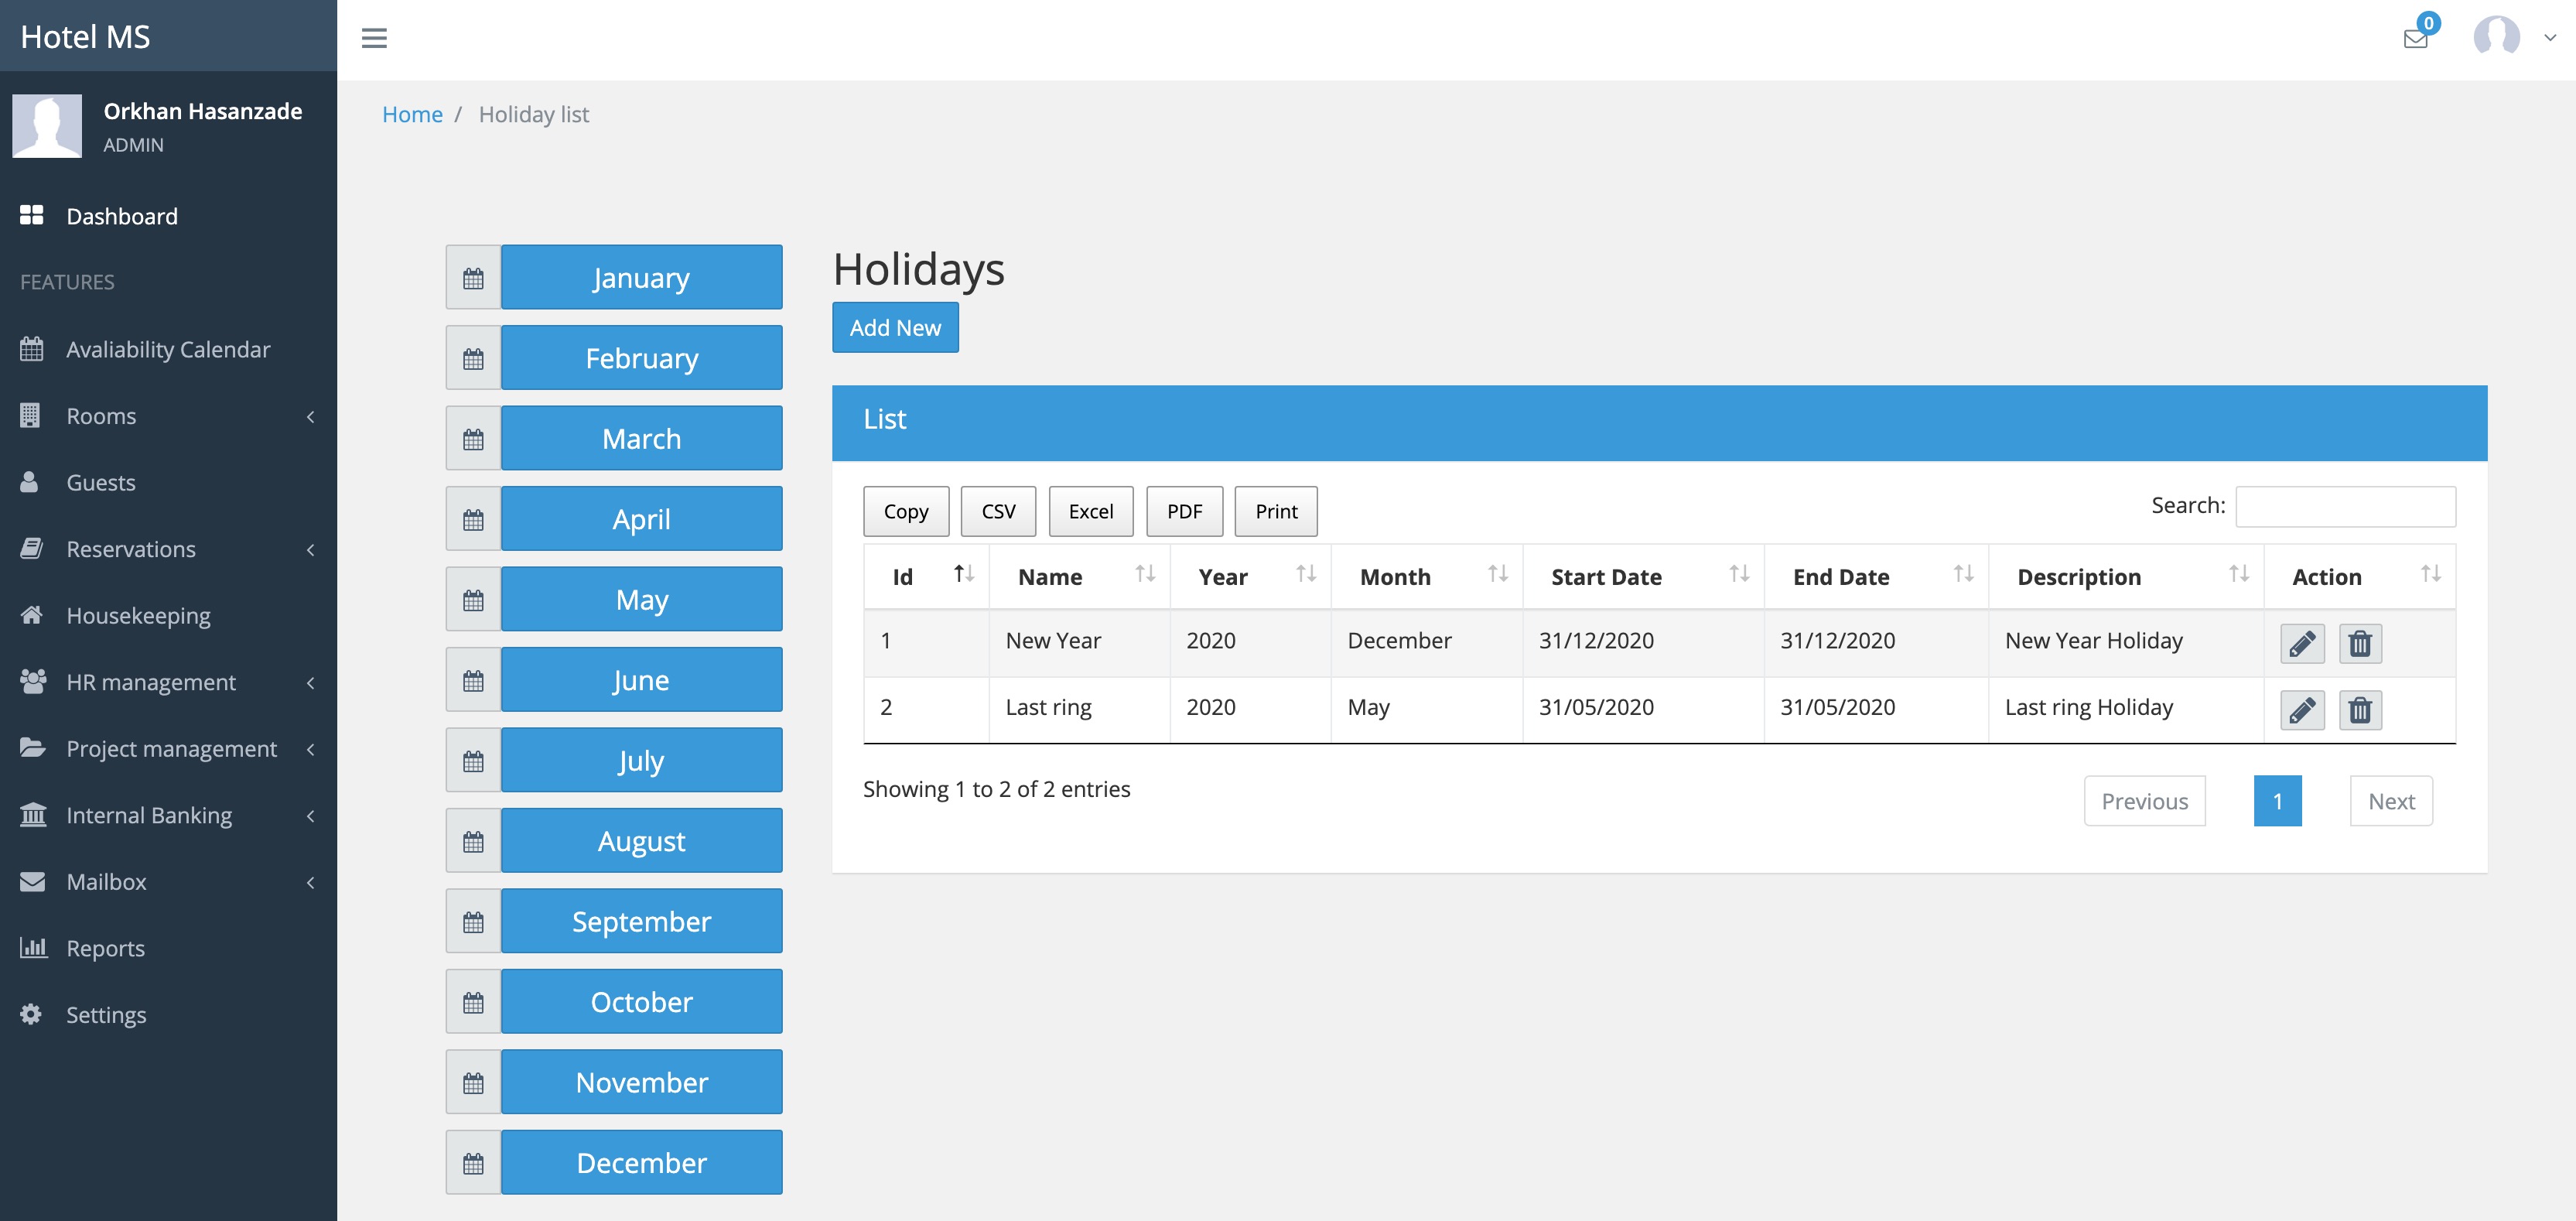 Hotel MS
0
Orkhan Hasanzade
ADMIN
Dashboard
FEATURES
Avaliability Calendar
Rooms
Guests
Reservations
Housekeeping
HR management
Project management
Internal Banking
Mailbox
Reports
Settings
Home / Holiday list
January
February
March
April
May
June
July
August
September
October
November
December
Holidays
Add New
List
Copy CSV Excel PDF Print Search:
Id Name Year Month Start Date End Date Description Action
1 New Year 2020 December 31/12/2020 31/12/2020 New Year Holiday
2 Last ring 2020 May 31/05/2020 31/05/2020 Last ring Holiday
Showing 1 to 2 of 2 entries
Previous 1 Next